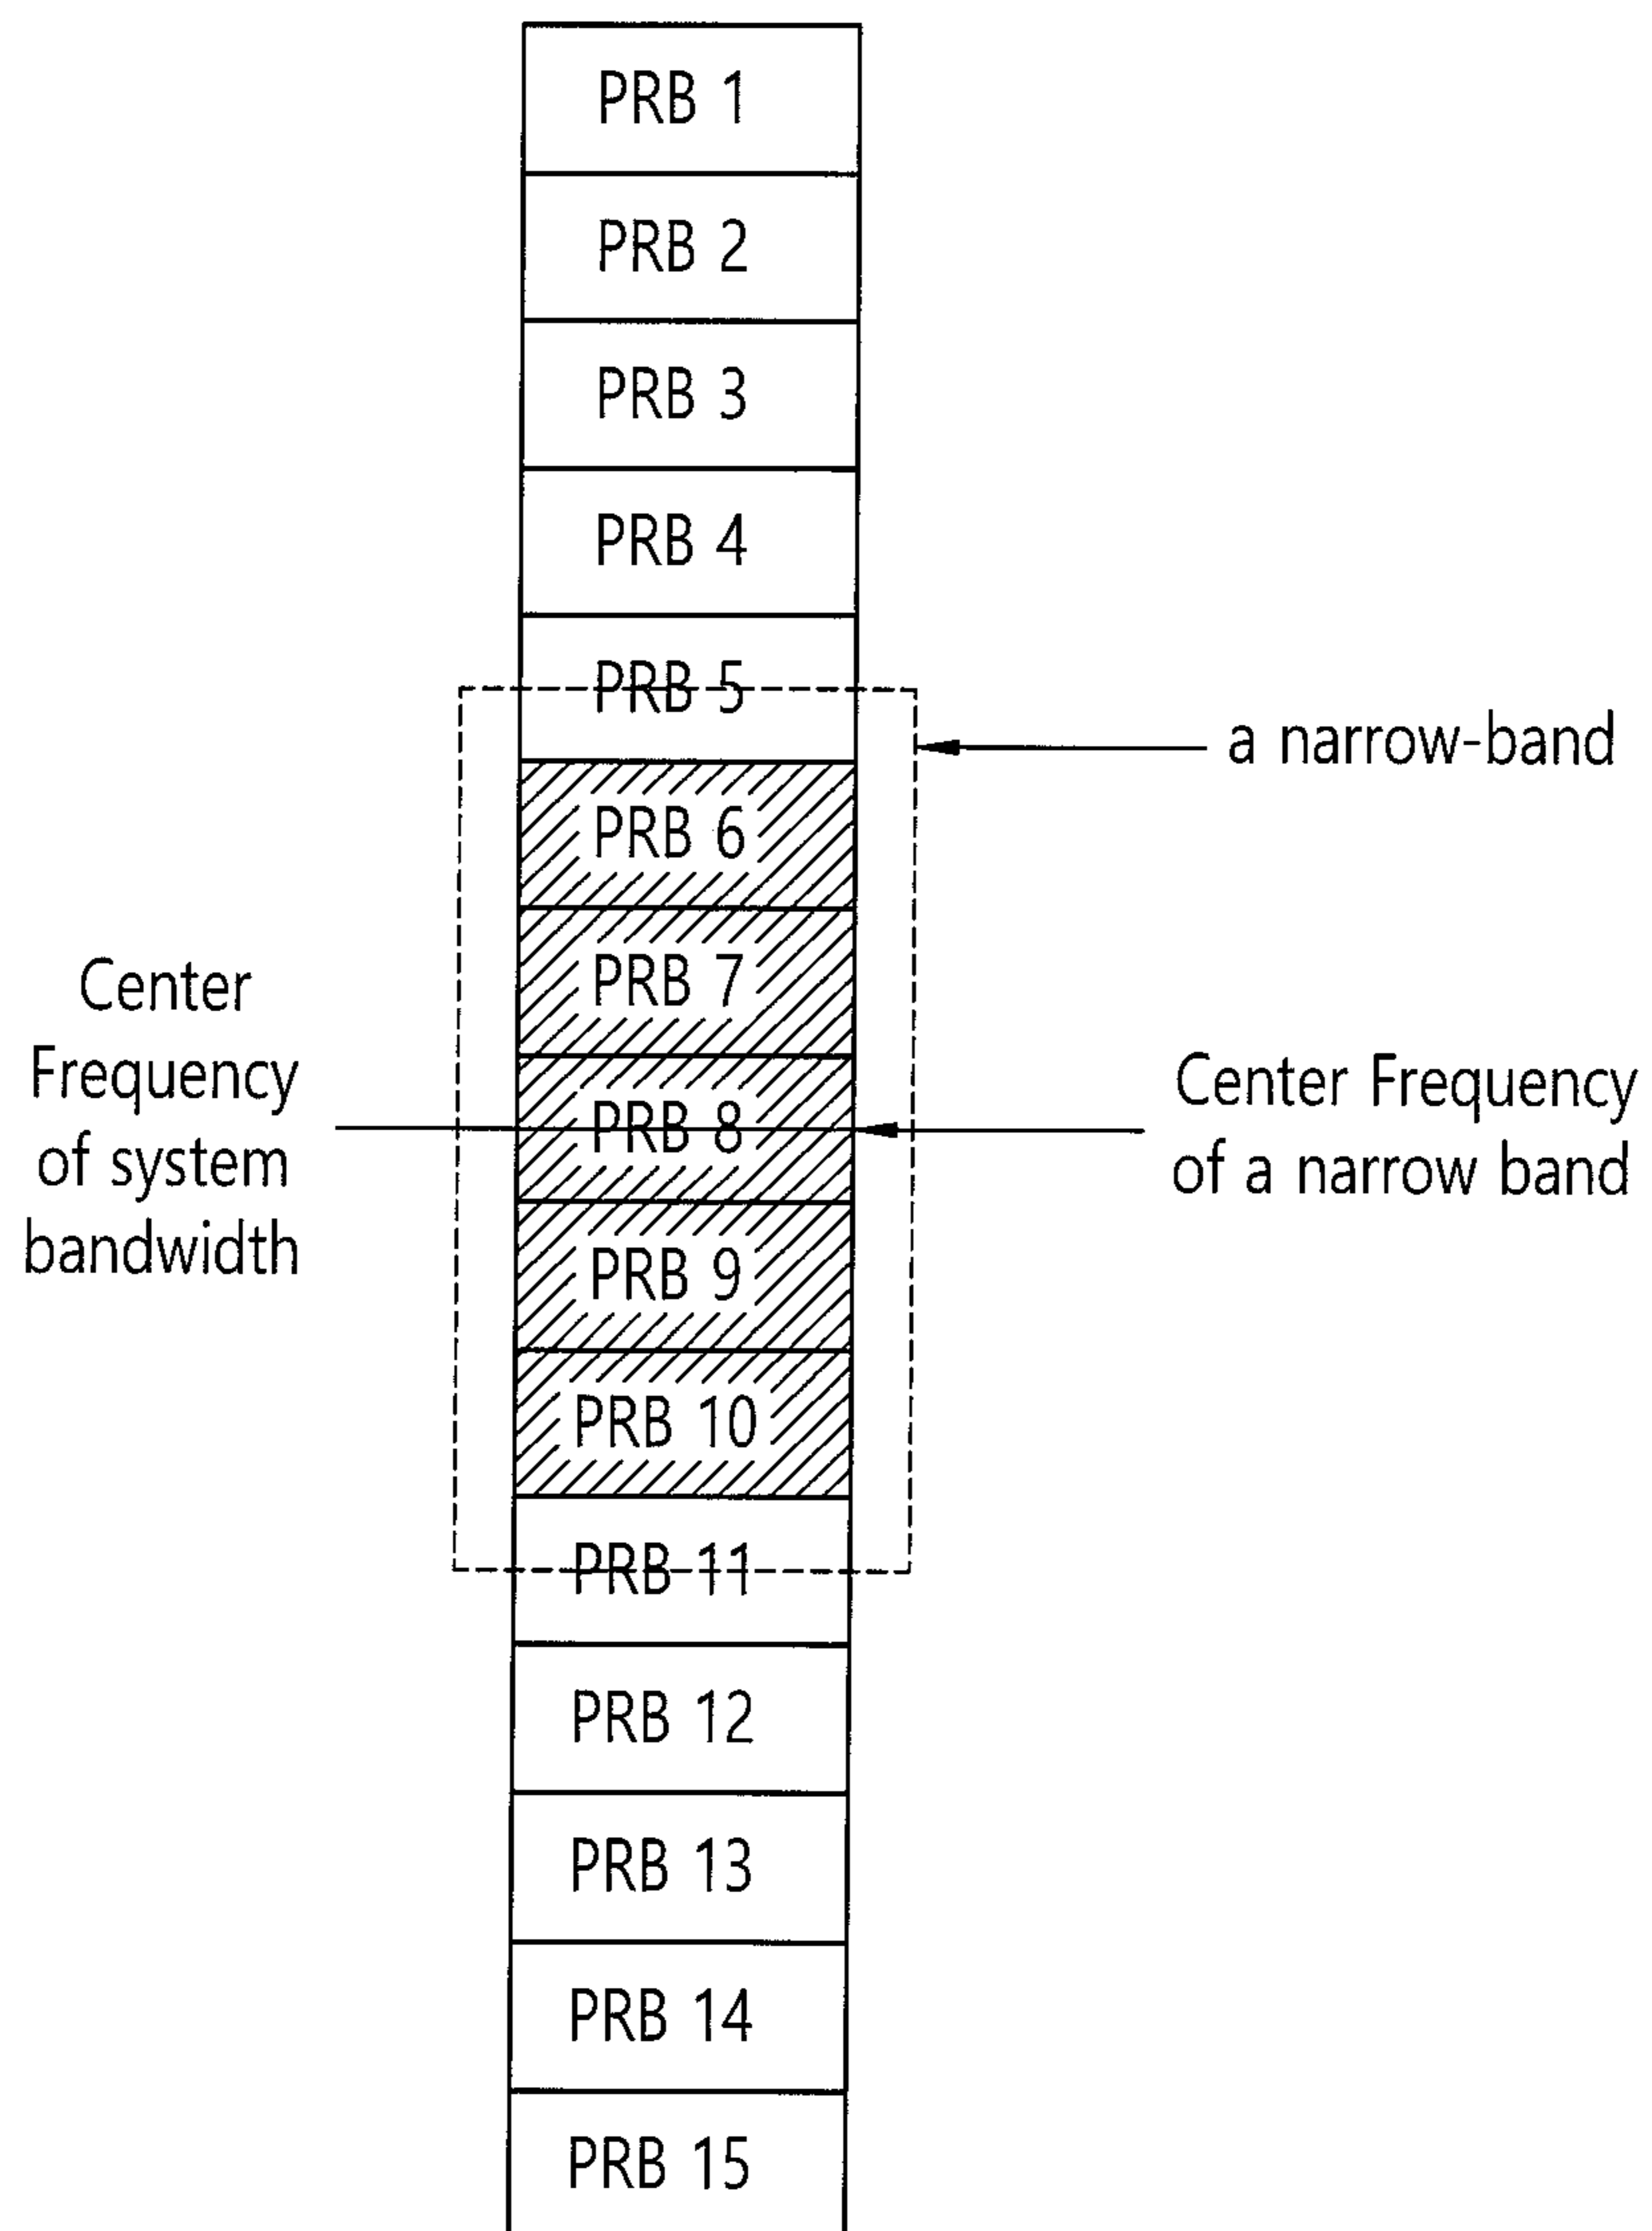 PRB 1
PRB 2
PRB 3
PRB 4
PRB 5
a narrow-band
PRB 6
PRB 7
Center
Frequency
of system
bandwidth
PRB 8
Center Frequency
of a narrow band
PRB 9
PRB 10
PRB 11
PRB 12
PRB 13
PRB 14
PRB 15